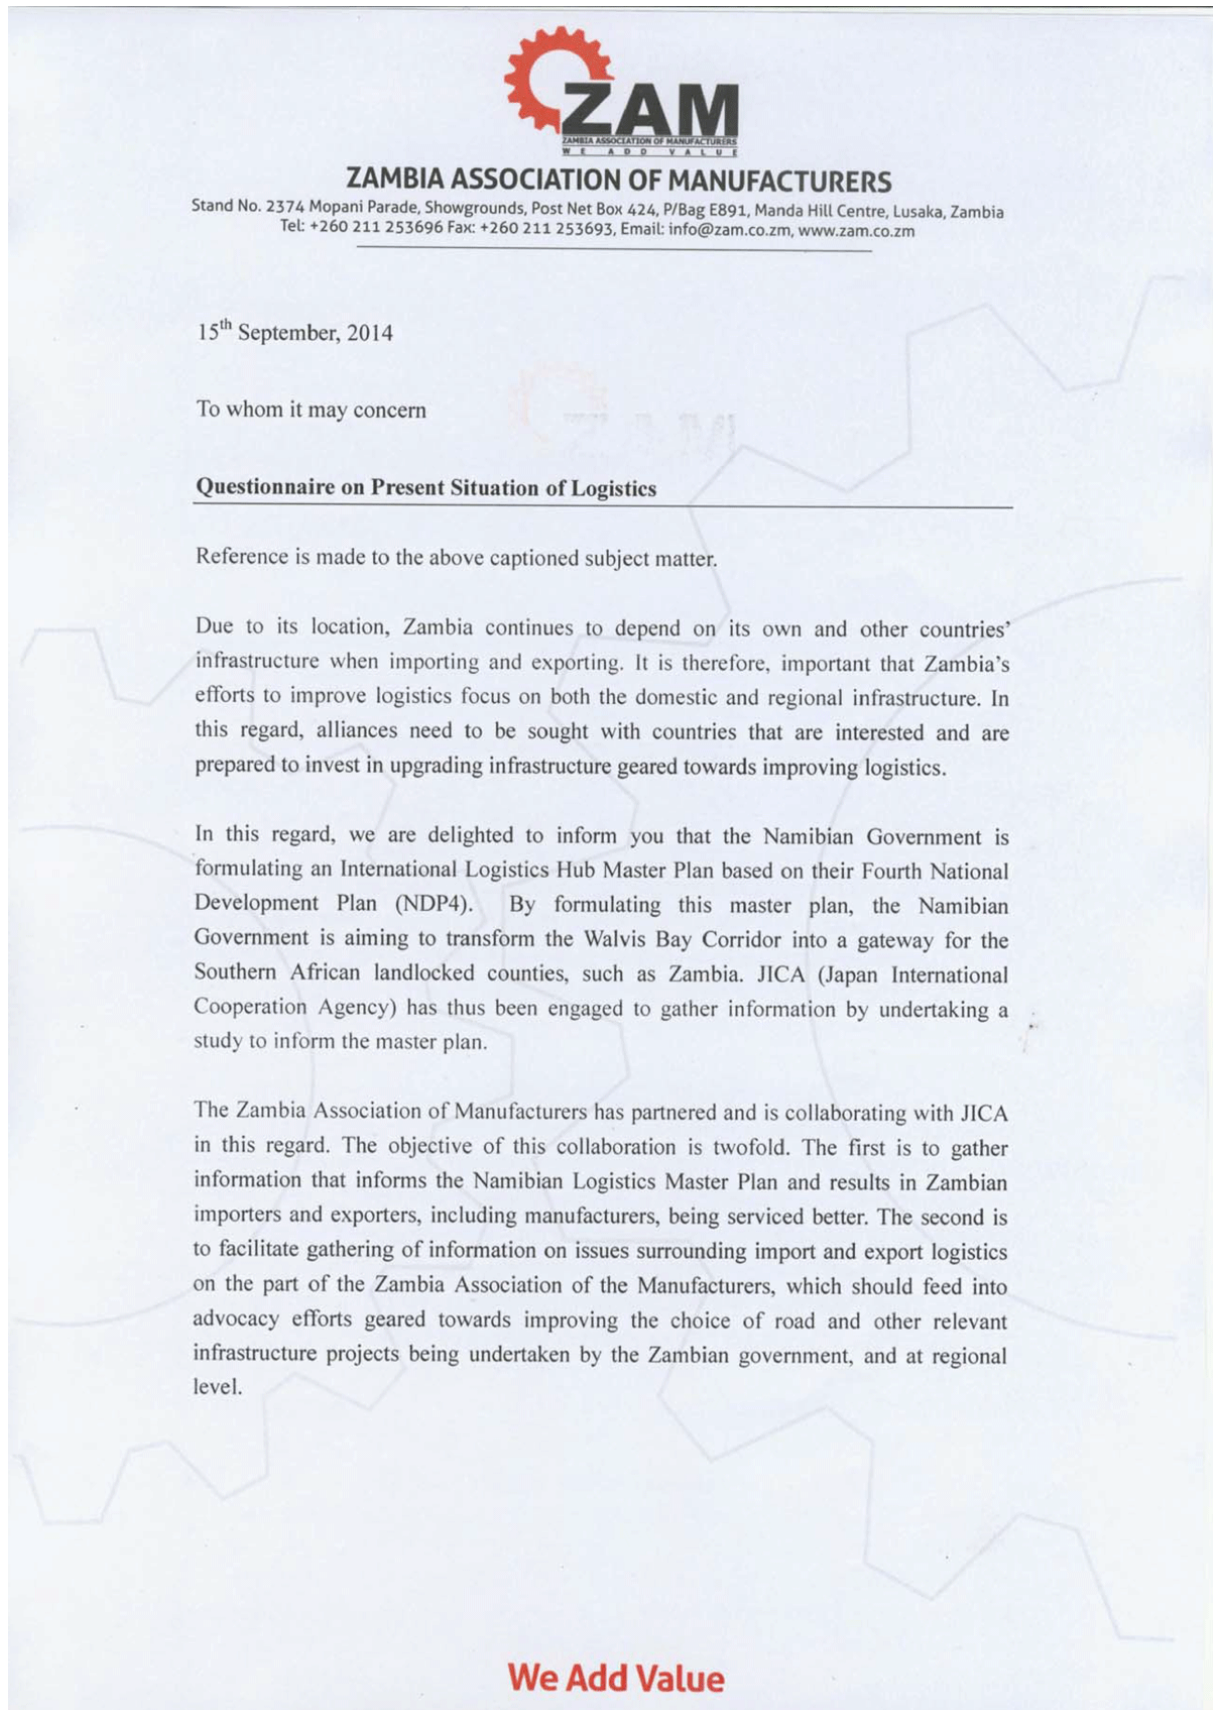 ZAM
ZAMBIA ASSOCIATION OF MANUFACTURERS
WE ADD VALUE
ZAMBIA ASSOCIATION OF MANUFACTURERS
Stand No. 2374 Mopani Parade, Showgrounds, Post Net Box 424, P/Bag E891, Manda Hill Centre, Lusaka, Zambia
Tel: +260 211 253696 Fax: +260 211 253693, Email: info@zam.co.zm, www.zam.co.zm
15th September, 2014
To whom it may concern
Questionnaire on Present Situation of Logistics
Reference is made to the above captioned subject matter.
Due to its location, Zambia continues to depend on its own and other countries’
infrastructure when importing and exporting. It is therefore, important that Zambia’s
efforts to improve logistics focus on both the domestic and regional infrastructure. In
this regard, alliances need to be sought with countries that are interested and are
prepared to invest in upgrading infrastructure geared towards improving logistics.
In this regard, we are delighted to inform you that the Namibian Government is
formulating an International Logistics Hub Master Plan based on their Fourth National
Development Plan (NDP4). By formulating this master plan, the Namibian
Government is aiming to transform the Walvis Bay Corridor into a gateway for the
Southern African landlocked counties, such as Zambia. JICA (Japan International
Cooperation Agency) has thus been engaged to gather information by undertaking a
study to inform the master plan.
The Zambia Association of Manufacturers has partnered and is collaborating with JICA
in this regard. The objective of this collaboration is twofold. The first is to gather
information that informs the Namibian Logistics Master Plan and results in Zambian
importers and exporters, including manufacturers, being serviced better. The second is
to facilitate gathering of information on issues surrounding import and export logistics
on the part of the Zambia Association of the Manufacturers, which should feed into
advocacy efforts geared towards improving the choice of road and other relevant
infrastructure projects being undertaken by the Zambian government, and at regional
level.
We Add Value